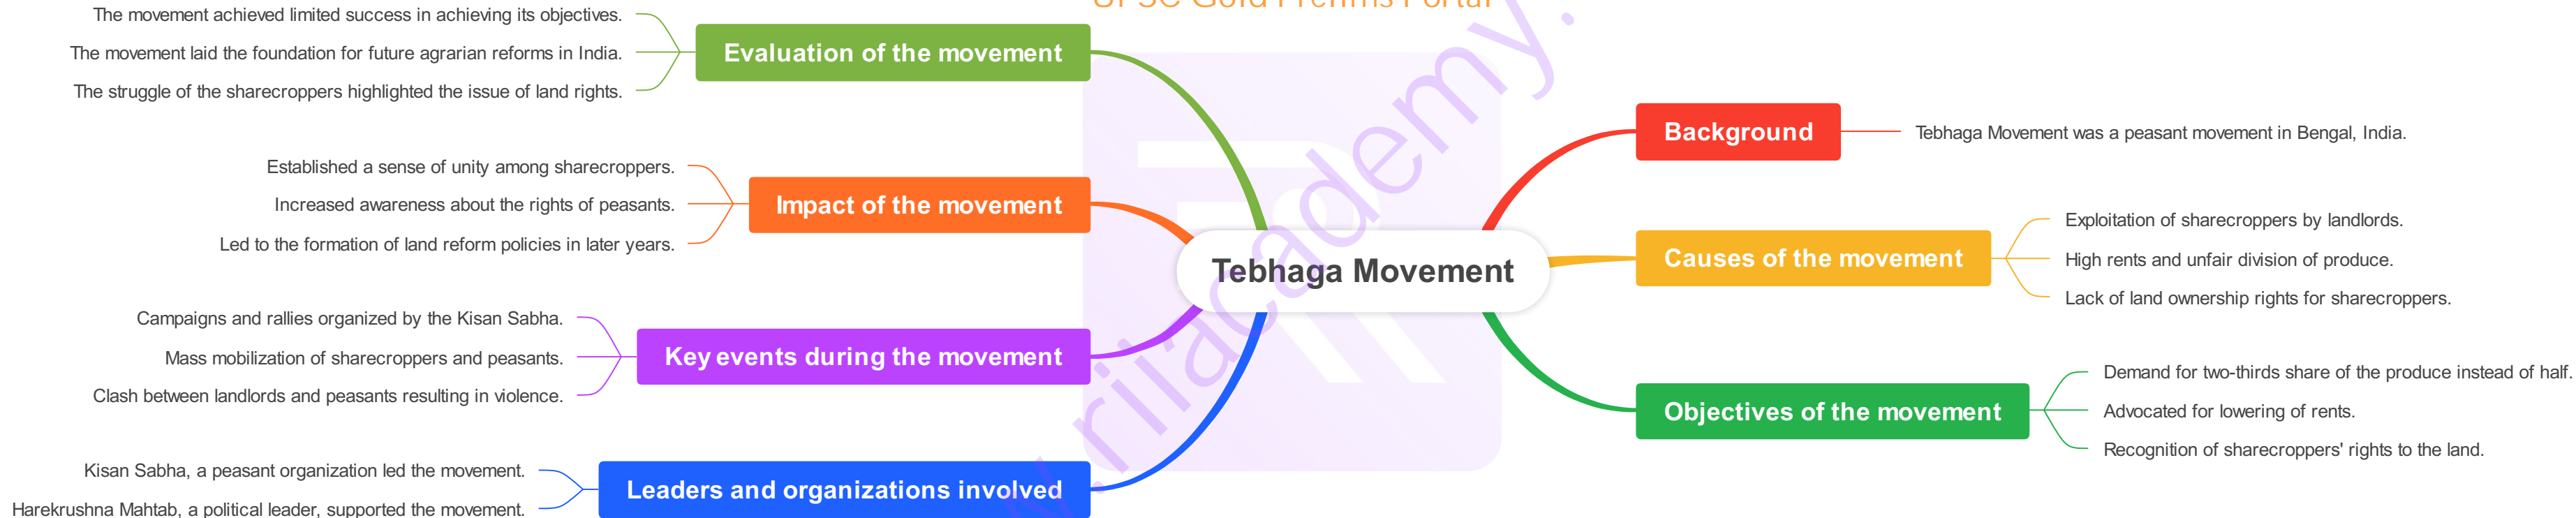 UPSC Gold Prelims Portal
Tebhaga Movement
Background
Tebhaga Movement was a peasant movement in Bengal, India.
Causes of the movement
Exploitation of sharecroppers by landlords.
High rents and unfair division of produce.
Lack of land ownership rights for sharecroppers.
Objectives of the movement
Demand for two-thirds share of the produce instead of half.
Advocated for lowering of rents.
Recognition of sharecroppers' rights to the land.
Evaluation of the movement
The movement achieved limited success in achieving its objectives.
The movement laid the foundation for future agrarian reforms in India.
The struggle of the sharecroppers highlighted the issue of land rights.
Impact of the movement
Established a sense of unity among sharecroppers.
Increased awareness about the rights of peasants.
Led to the formation of land reform policies in later years.
Key events during the movement
Campaigns and rallies organized by the Kisan Sabha.
Mass mobilization of sharecroppers and peasants.
Clash between landlords and peasants resulting in violence.
Leaders and organizations involved
Kisan Sabha, a peasant organization led the movement.
Harekrushna Mahtab, a political leader, supported the movement.
.rijacademy.